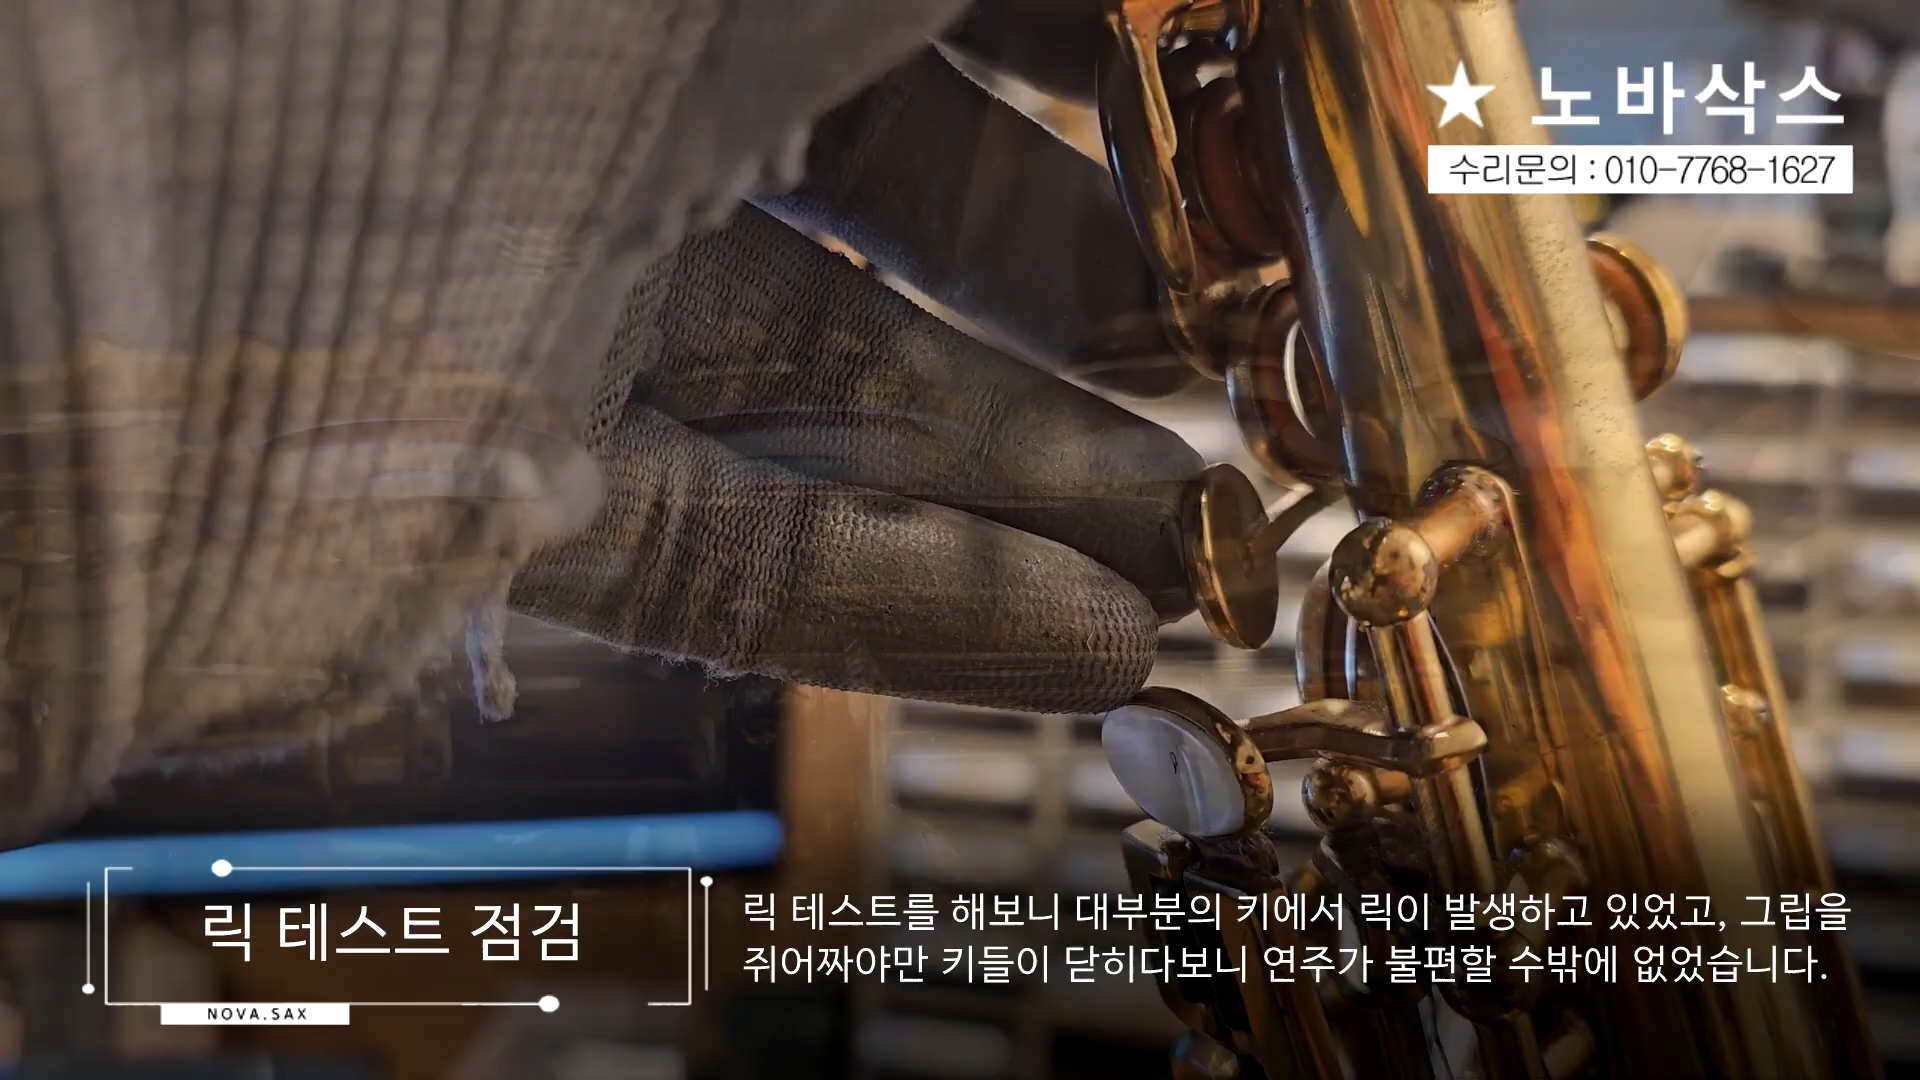 ★ 노바삭스
수리문의 : 010-7768-1627
릭 테스트 점검
NOVA.SAX
릭 테스트를 해보니 대부분의 키에서 릭이 발생하고 있었고, 그립을
쥐어짜야만 키들이 닫히다보니 연주가 불편할 수밖에 없었습니다.